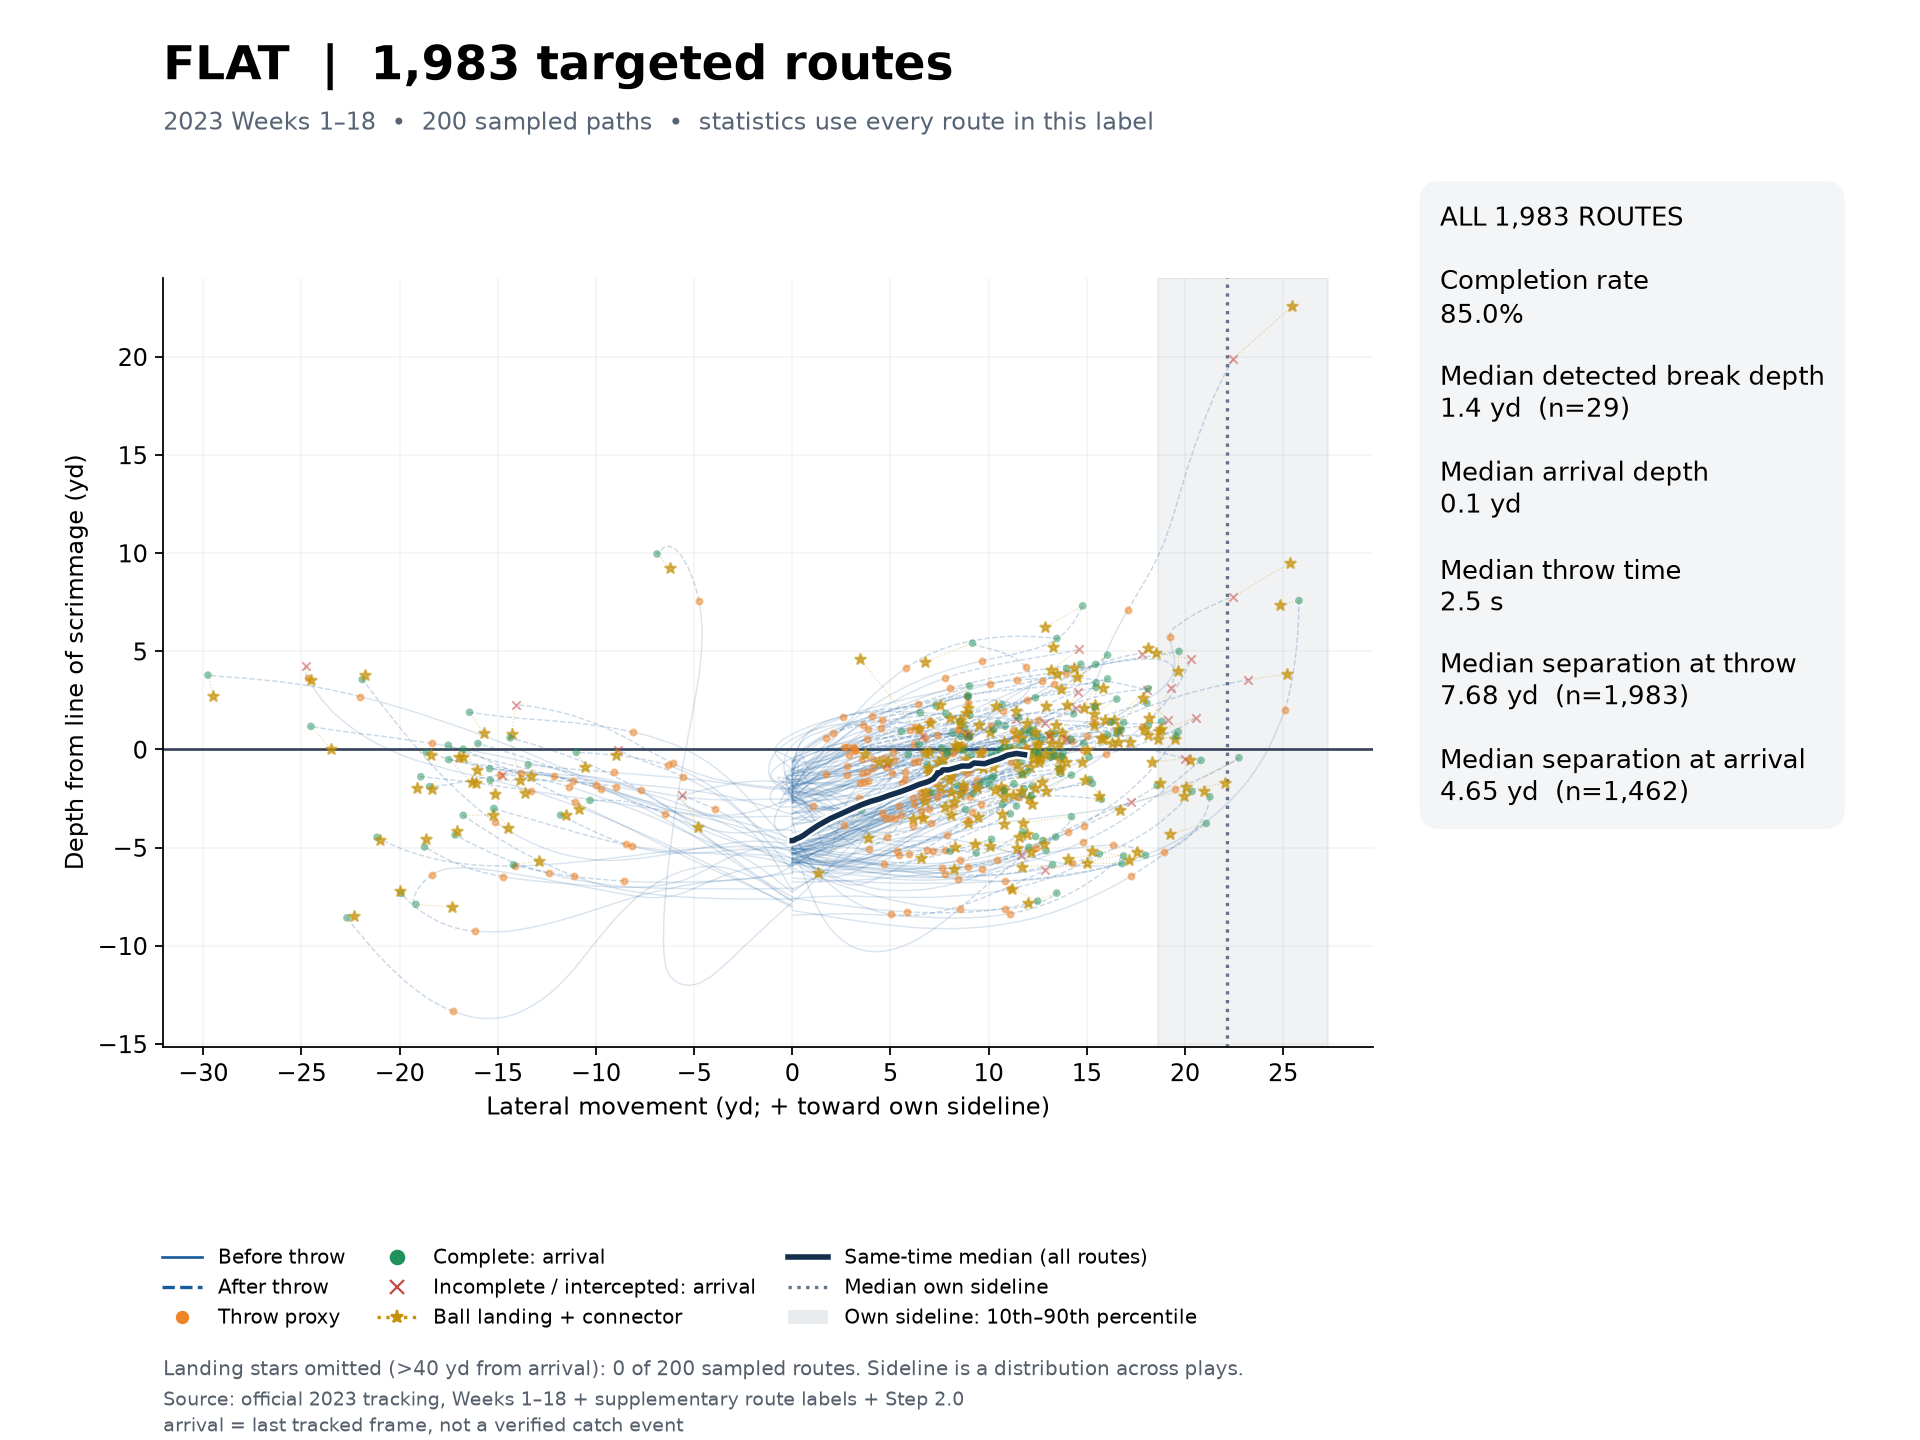 FLAT | 1,983 targeted routes
2023 Weeks 1–18 • 200 sampled paths • statistics use every route in this label
ALL 1,983 ROUTES
Completion rate
85.0%
Median detected break depth
1.4 yd (n=29)
Median arrival depth
0.1 yd
Median throw time
2.5 s
Median separation at throw
7.68 yd (n=1,983)
Median separation at arrival
4.65 yd (n=1,462)
Depth from line of scrimmage (yd)
20
15
10
5
0
−5
−10
−15
−30 −25 −20 −15 −10 −5 0 5 10 15 20 25
Lateral movement (yd; + toward own sideline)
Before throw
After throw
Throw proxy
Complete: arrival
Incomplete / intercepted: arrival
Ball landing + connector
Same-time median (all routes)
Median own sideline
Own sideline: 10th–90th percentile
Landing stars omitted (>40 yd from arrival): 0 of 200 sampled routes. Sideline is a distribution across plays.
Source: official 2023 tracking, Weeks 1–18 + supplementary route labels + Step 2.0
arrival = last tracked frame, not a verified catch event